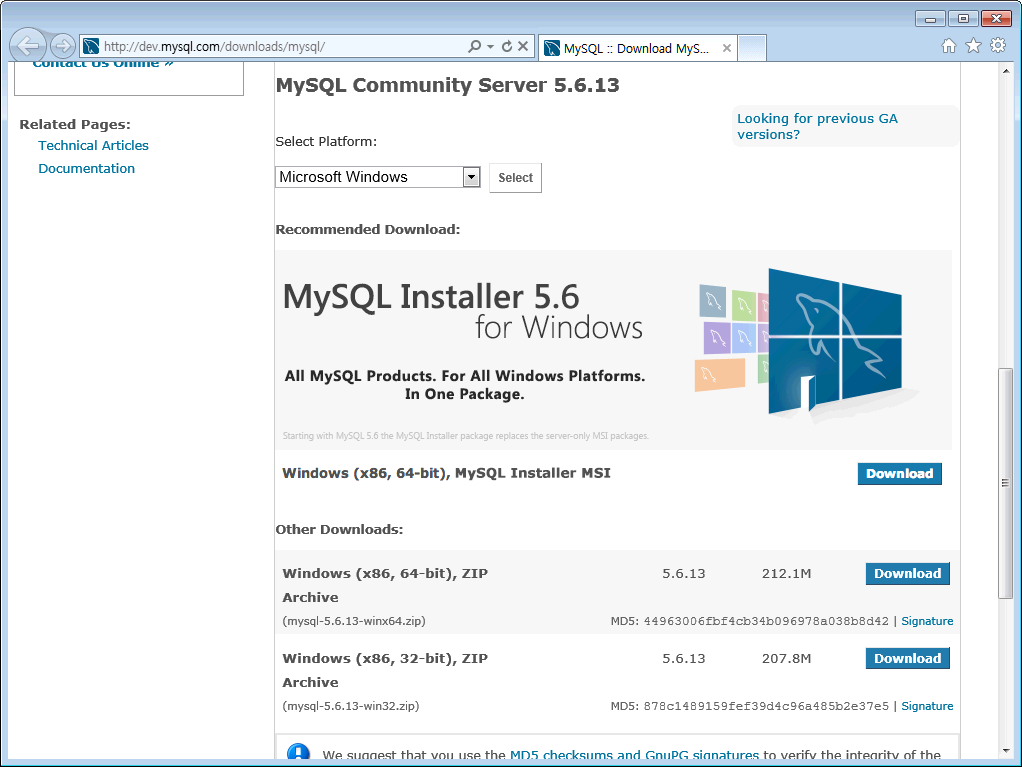 http://dev.mysql.com/downloads/mysql/
MySQL :: Download MyS...
Contact Us Online »
Related Pages:
Technical Articles
Documentation
MySQL Community Server 5.6.13
Looking for previous GA
versions?
Select Platform:
Microsoft Windows
Select
Recommended Download:
MySQL Installer 5.6
for Windows
All MySQL Products. For All Windows Platforms.
In One Package.
Starting with MySQL 5.6 the MySQL Installer package replaces the server-only MSI packages.
Windows (x86, 64-bit), MySQL Installer MSI
Download
Other Downloads:
Windows (x86, 64-bit), ZIP
Archive
5.6.13
212.1M
Download
(mysql-5.6.13-winx64.zip)
MD5: 44963006fbf4cb34b096978a038b8d42 | Signature
Windows (x86, 32-bit), ZIP
Archive
5.6.13
207.8M
Download
(mysql-5.6.13-win32.zip)
MD5: 878c1489159fef39d4c96a485b2e37e5 | Signature
We suggest that you use the MD5 checksums and GnuPG signatures to verify the integrity of the